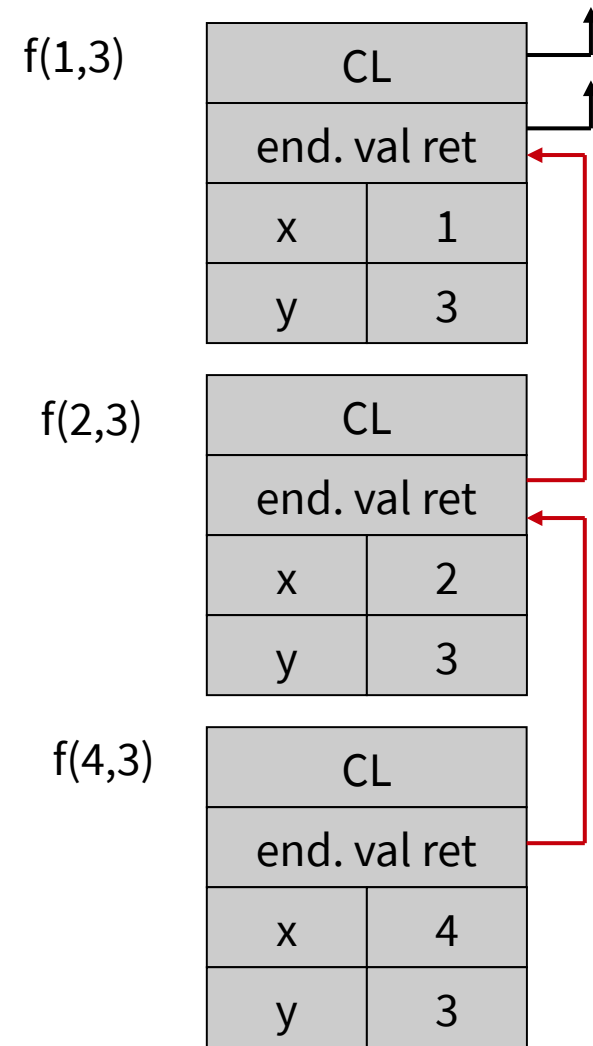 f(1,3)
CL
end. val ret
x 1
y 3
f(2,3)
CL
end. val ret
x 2
y 3
f(4,3)
CL
end. val ret
x 4
y 3